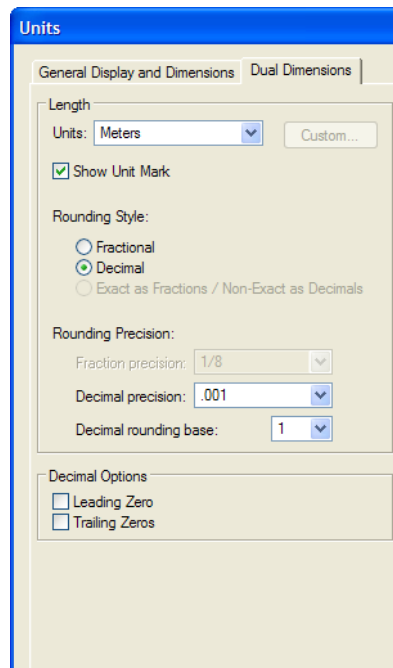 Units
General Display and Dimensions Dual Dimensions
Length
Units: Meters Custom...
Show Unit Mark
Rounding Style:
Fractional
Decimal
Exact as Fractions / Non-Exact as Decimals
Rounding Precision:
Fraction precision: 1/8
Decimal precision: .001
Decimal rounding base: 1
Decimal Options
Leading Zero
Trailing Zeros